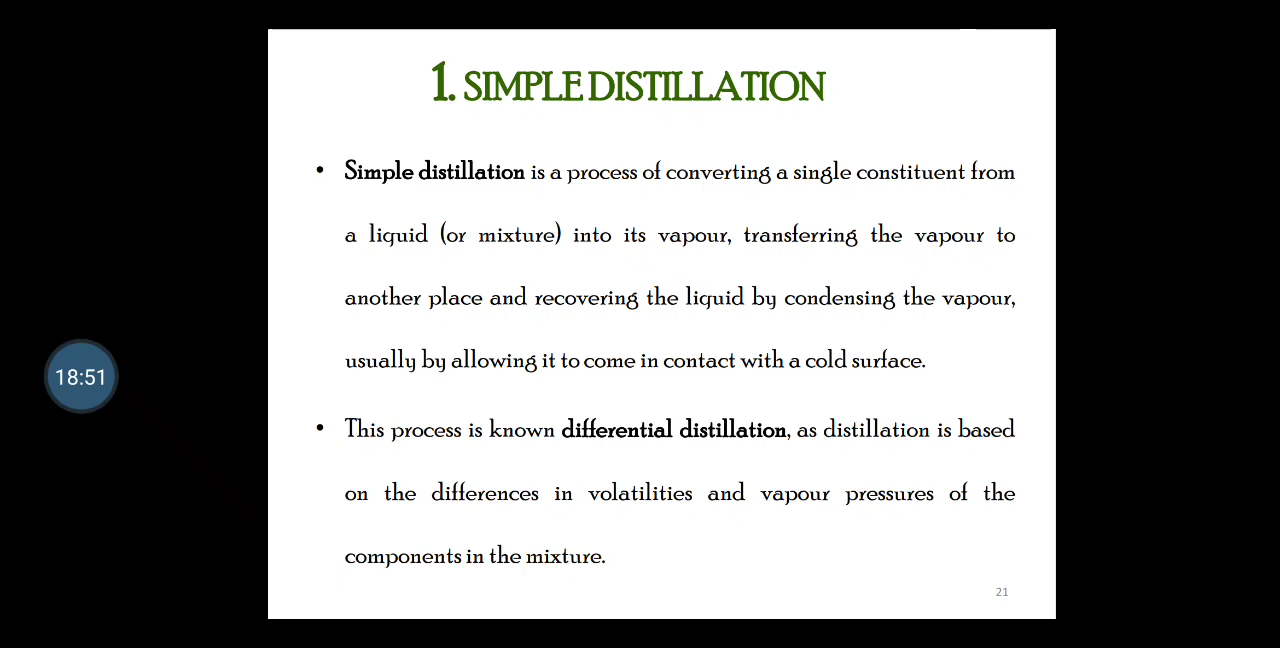 1. SIMPLE DISTILLATION
• Simple distillation is a process of converting a single constituent from
a liquid (or mixture) into its vapour, transferring the vapour to
another place and recovering the liquid by condensing the vapour,
usually by allowing it to come in contact with a cold surface.
18:51
• This process is known differential distillation, as distillation is based
on the differences in volatilities and vapour pressures of the
components in the mixture.
21